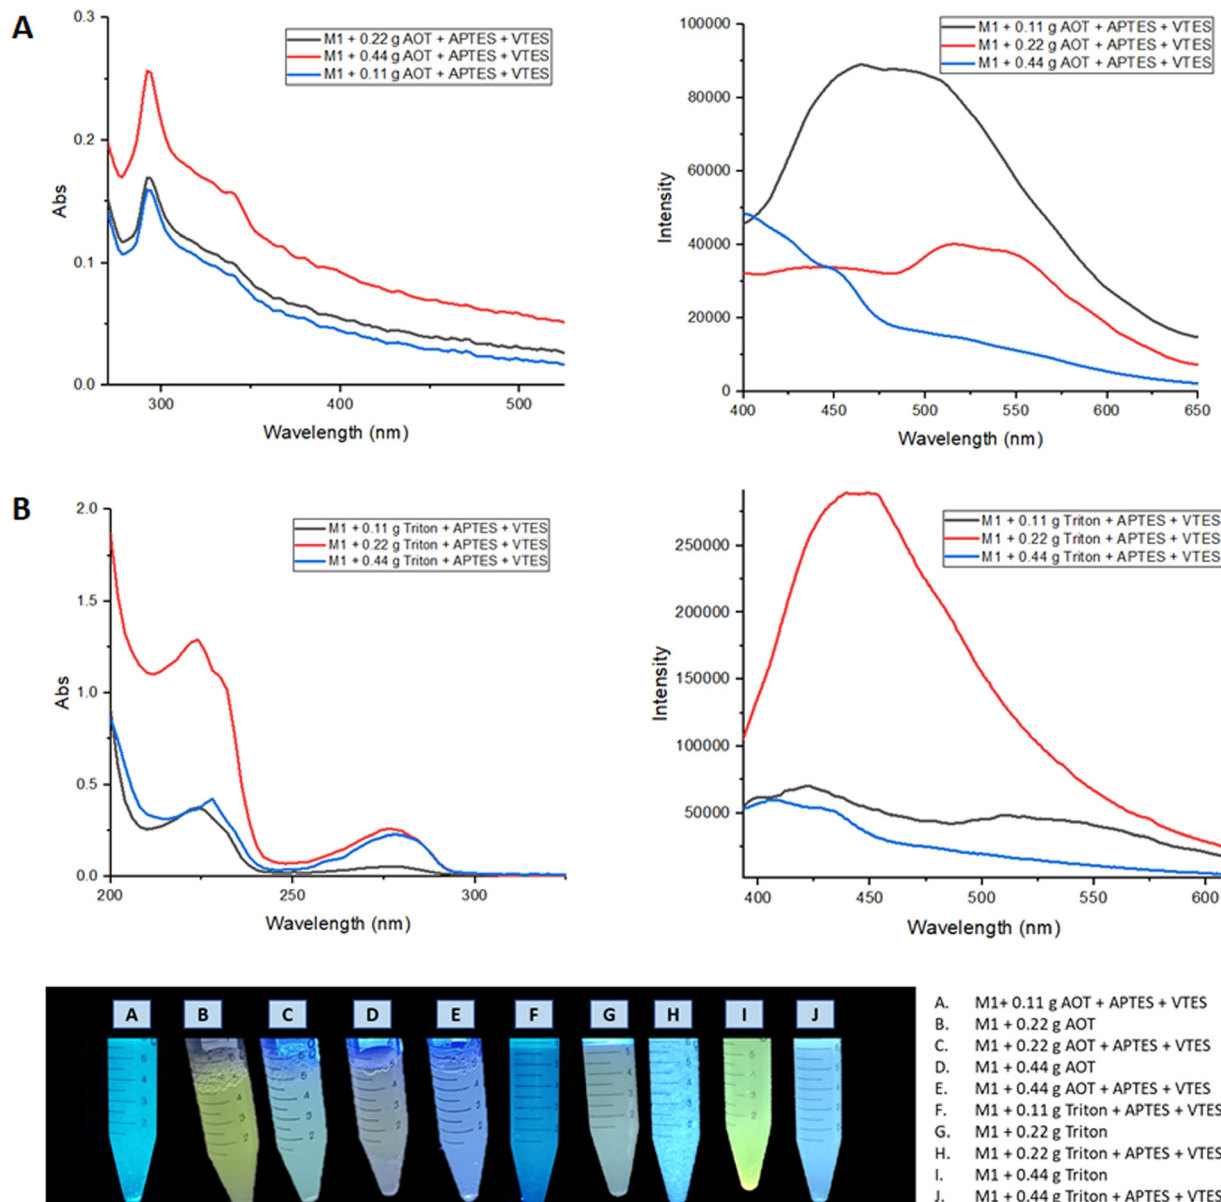 A
0.3
0.2
0.1
0.0
Abs
300
400
500
Wavelength (nm)
M1 + 0.22 g AOT + APTES + VTES
M1 + 0.44 g AOT + APTES + VTES
M1 + 0.11 g AOT + APTES + VTES
100000
80000
60000
40000
20000
0
Intensity
400
450
500
550
600
650
Wavelength (nm)
M1 + 0.11 g AOT + APTES + VTES
M1 + 0.22 g AOT + APTES + VTES
M1 + 0.44 g AOT + APTES + VTES
B
2.0
1.5
1.0
0.5
0.0
Abs
200
250
300
Wavelength (nm)
M1 + 0.11 g Triton + APTES + VTES
M1 + 0.22 g Triton + APTES + VTES
M1 + 0.44 g Triton + APTES + VTES
250000
200000
150000
100000
50000
Intensity
400
450
500
550
600
Wavelength (nm)
M1 + 0.11 g Triton + APTES + VTES
M1 + 0.22 g Triton + APTES + VTES
M1 + 0.44 g Triton + APTES + VTES
A B C D E F G H I J
A. M1+ 0.11 g AOT + APTES + VTES
B. M1 + 0.22 g AOT
C. M1 + 0.22 g AOT + APTES + VTES
D. M1 + 0.44 g AOT
E. M1 + 0.44 g AOT + APTES + VTES
F. M1 + 0.11 g Triton + APTES + VTES
G. M1 + 0.22 g Triton
H. M1 + 0.22 g Triton + APTES + VTES
I. M1 + 0.44 g Triton
J. M1 + 0.44 g Triton + APTES + VTES